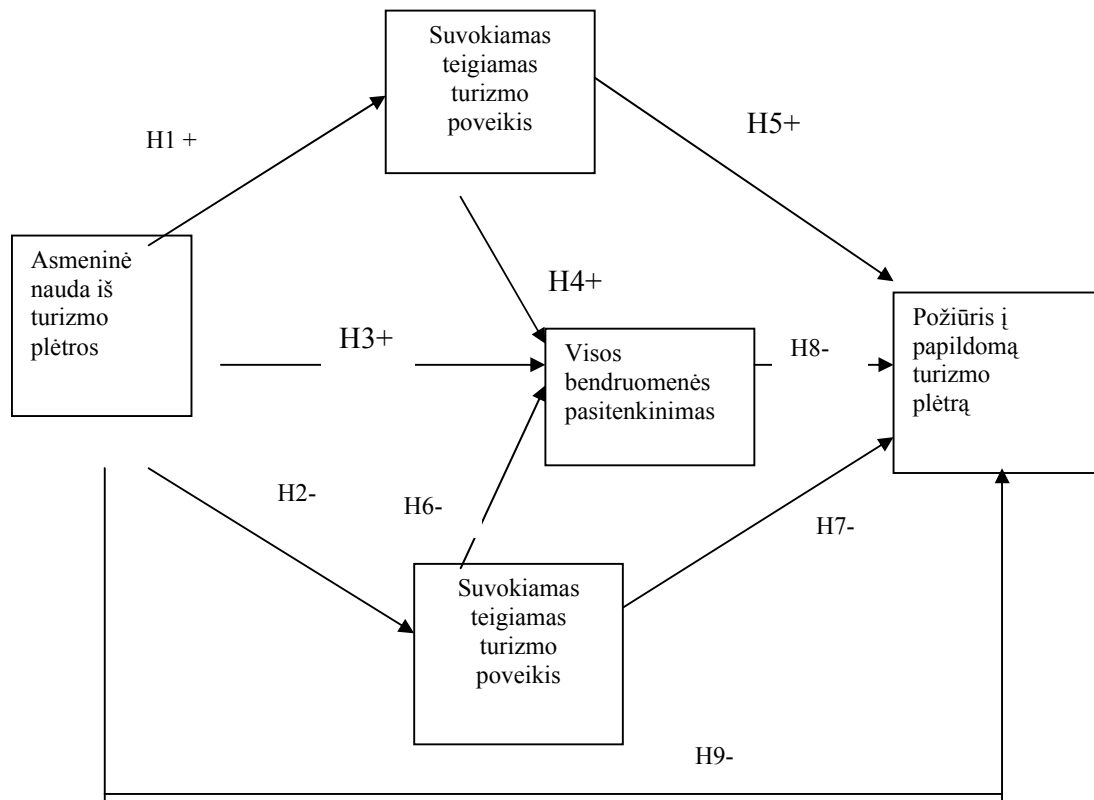 Suvokiamas
teigiamas
turizmo
poveikis
H1 +
H5+
Asmeninė
nauda iš
turizmo
plėtros
H4+
H3+
Visos
bendruomenės
pasitenkinimas
H8-
Požiūris į
papildomą
turizmo
plėtrą
H2-
H6-
H7-
Suvokiamas
teigiamas
turizmo
poveikis
H9-